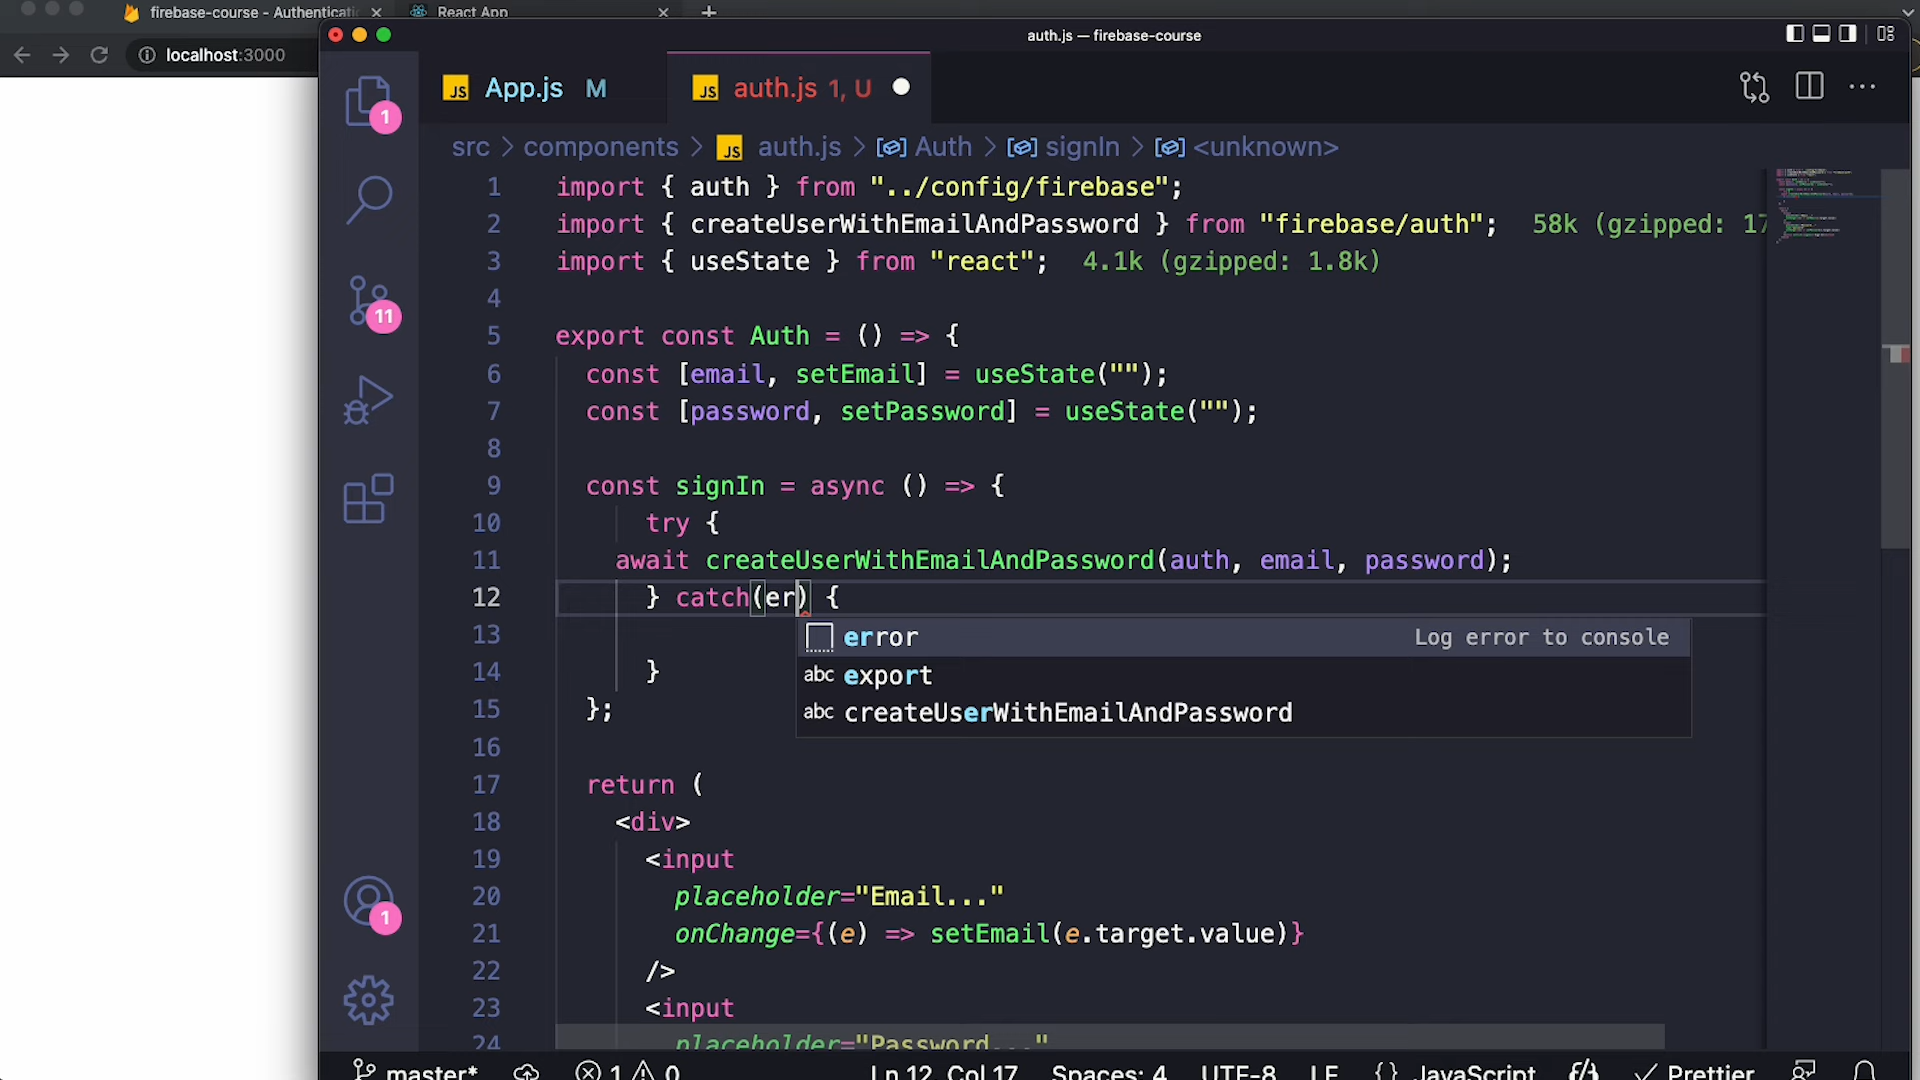 firebase-course - Authenticati
React App
localhost:3000
auth.js — firebase-course
App.js M
auth.js 1, U
src > components > JS auth.js > Auth > signIn > <unknown>
1 import { auth } from "../config/firebase";
2 import { createUserWithEmailAndPassword } from "firebase/auth"; 58k (gzipped: 17
3 import { useState } from "react"; 4.1k (gzipped: 1.8k)
4
5 export const Auth = () => {
6 const [email, setEmail] = useState("");
7 const [password, setPassword] = useState("");
8
9 const signIn = async () => {
10 try {
11 await createUserWithEmailAndPassword(auth, email, password);
12 } catch(er) {
error Log error to console
13
abc export
14 }
abc createUserWithEmailAndPassword
15 };
16
17 return (
18 <div>
19 <input
20 placeholder="Email..."
21 onChange={(e) => setEmail(e.target.value)}
22 />
23 <input
24 placeholder="Password..."
1
11
1
master* 1 0 Ln 12, Col 17 Spaces: 4 UTF-8 LF {} JavaScript Prettier